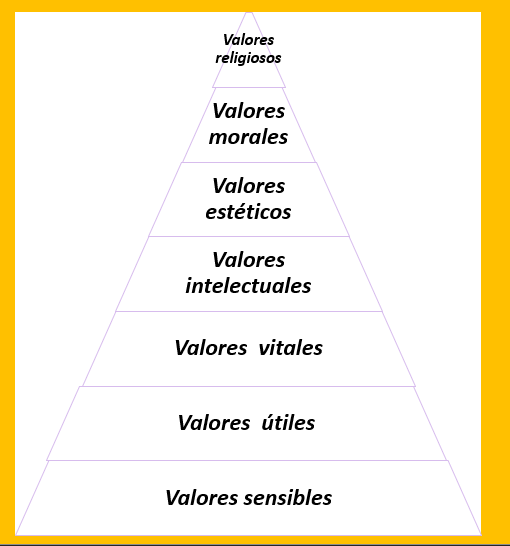 Valores
religiosos
Valores
morales
Valores
estéticos
Valores
intelectuales
Valores  vitales
Valores  útiles
Valores sensibles